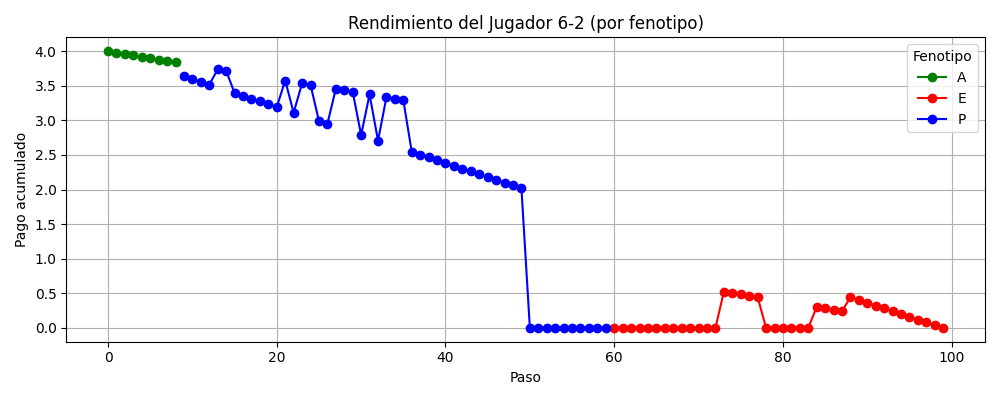 Rendimiento del Jugador 6-2 (por fenotipo)
Pago acumulado
4.0
3.5
3.0
2.5
2.0
1.5
1.0
0.5
0.0
Fenotipo
A
E
P
0 20 40 60 80 100
Paso